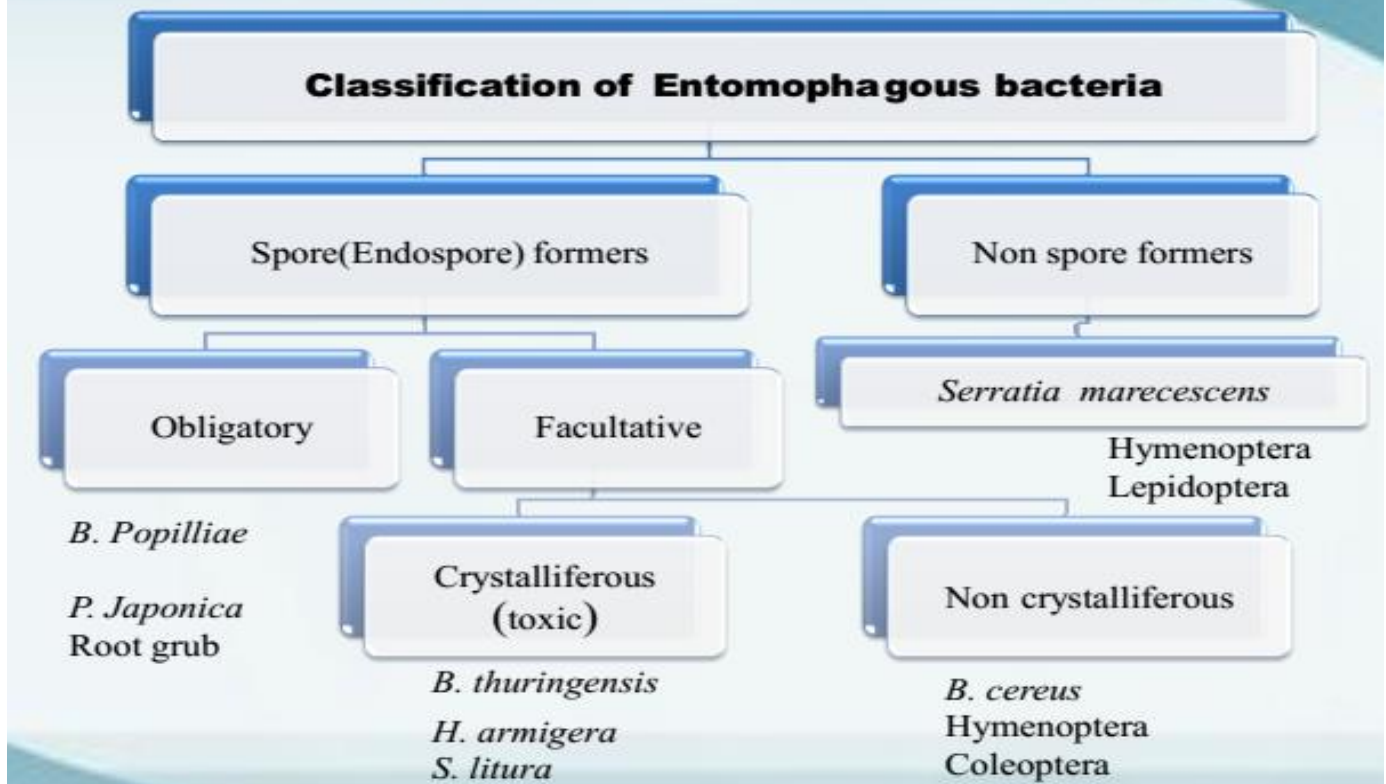 Classification of Entomophagous bacteria
Spore(Endospore) formers
Non spore formers
Obligatory
Facultative
Serratia marecescens
Hymenoptera
Lepidoptera
B. Popilliae
P. Japonica
Root grub
Crystalliferous
(toxic)
Non crystalliferous
B. thuringensis
H. armigera
S. litura
B. cereus
Hymenoptera
Coleoptera